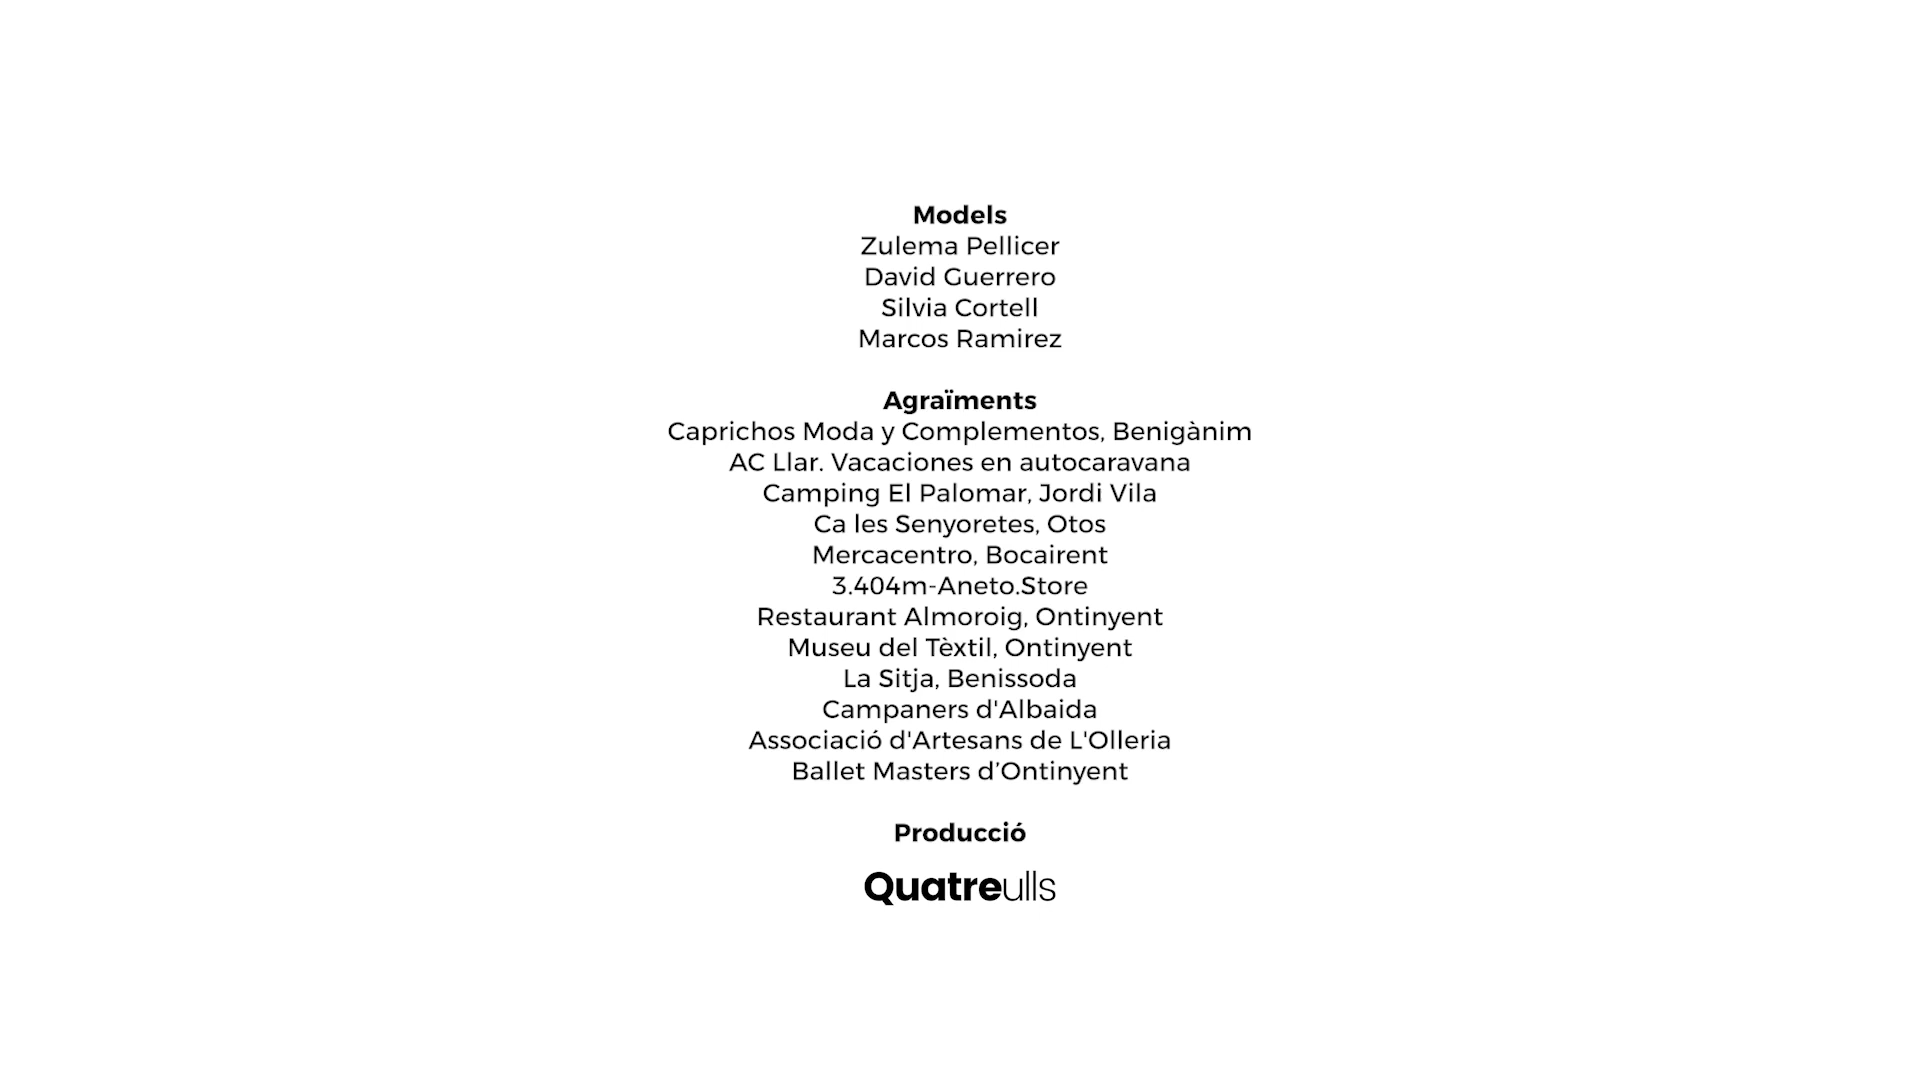 Models
Zulema Pellicer
David Guerrero
Silvia Cortell
Marcos Ramirez
Agraïments
Caprichos Moda y Complementos, Benigànim
AC Llar. Vacaciones en autocaravana
Camping El Palomar, Jordi Vila
Ca les Senyoretes, Otos
Mercacentro, Bocairent
3.404m-Aneto.Store
Restaurant Almoroig, Ontinyent
Museu del Tèxtil, Ontinyent
La Sitja, Benissoda
Campaners d'Albaida
Associació d'Artesans de L'Olleria
Ballet Masters d’Ontinyent
Producció
Quatreulls